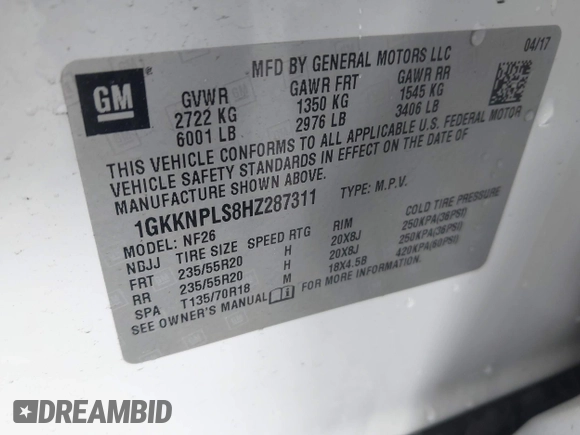 GM
MFD BY GENERAL MOTORS LLC 04/17
GVWR GAWR FRT GAWR RR
2722 KG 1350 KG 1545 KG
6001 LB 2976 LB 3406 LB
THIS VEHICLE CONFORMS TO ALL APPLICABLE U.S. FEDERAL MOTOR
VEHICLE SAFETY STANDARDS IN EFFECT ON THE DATE OF
MANUFACTURE SHOWN ABOVE.
1GKKNPLS8HZ287311 TYPE: M.P.V.
MODEL: NF26
NGJJ TIRE SIZE SPEED RTG RIM COLD TIRE PRESSURE
FRT 235/55R20 H 20X8J 250KPA(36PSI)
RR 235/55R20 H 20X8J 250KPA(36PSI)
SPA T135/70R18 M 18X4.5B 420KPA(60PSI)
SEE OWNER'S MANUAL FOR MORE INFORMATION.
DREAMBID